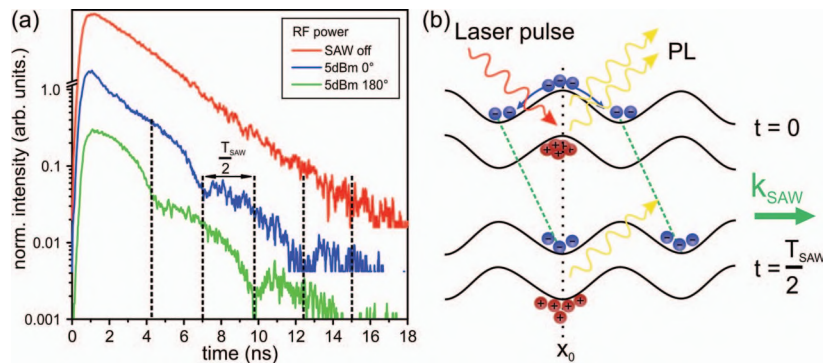 (a)
RF power
SAW off
5dBm 0°
5dBm 180°
norm. intensity (arb. units.)
1.0
0.1
0.01
0.001
T_SAW
2
0 2 4 6 8 10 12 14 16 18
time (ns)
(b)
Laser pulse
PL
t = 0
k_SAW
t = T_SAW
2
x_0